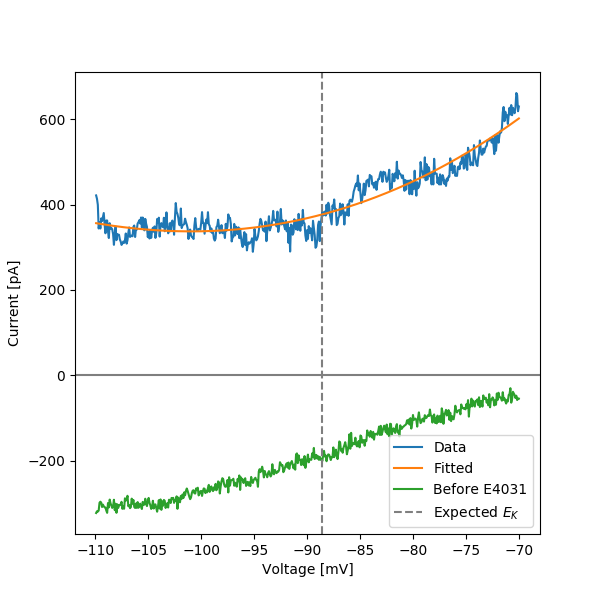 600
400
200
0
−200
−110
−105
−100
−95
−90
−85
−80
−75
−70
Current [pA]
Voltage [mV]
Data
Fitted
Before E4031
Expected E_K